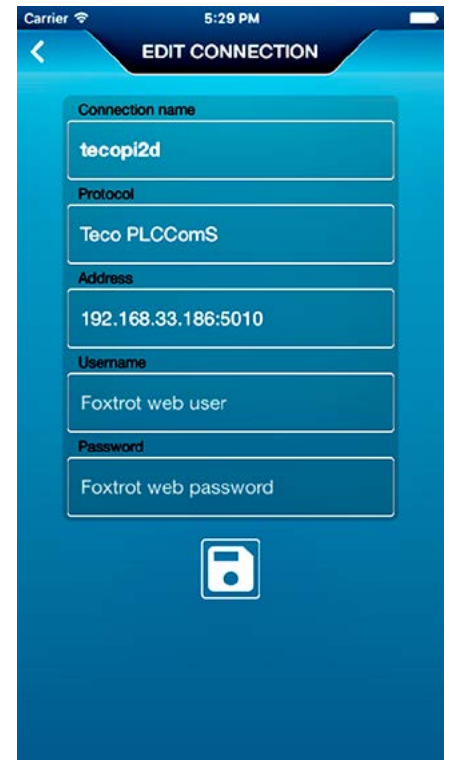 Carrier 5:29 PM
EDIT CONNECTION
Connection name
tecopi2d
Protocol
Teco PLCComS
Address
192.168.33.186:5010
Username
Foxtrot web user
Password
Foxtrot web password